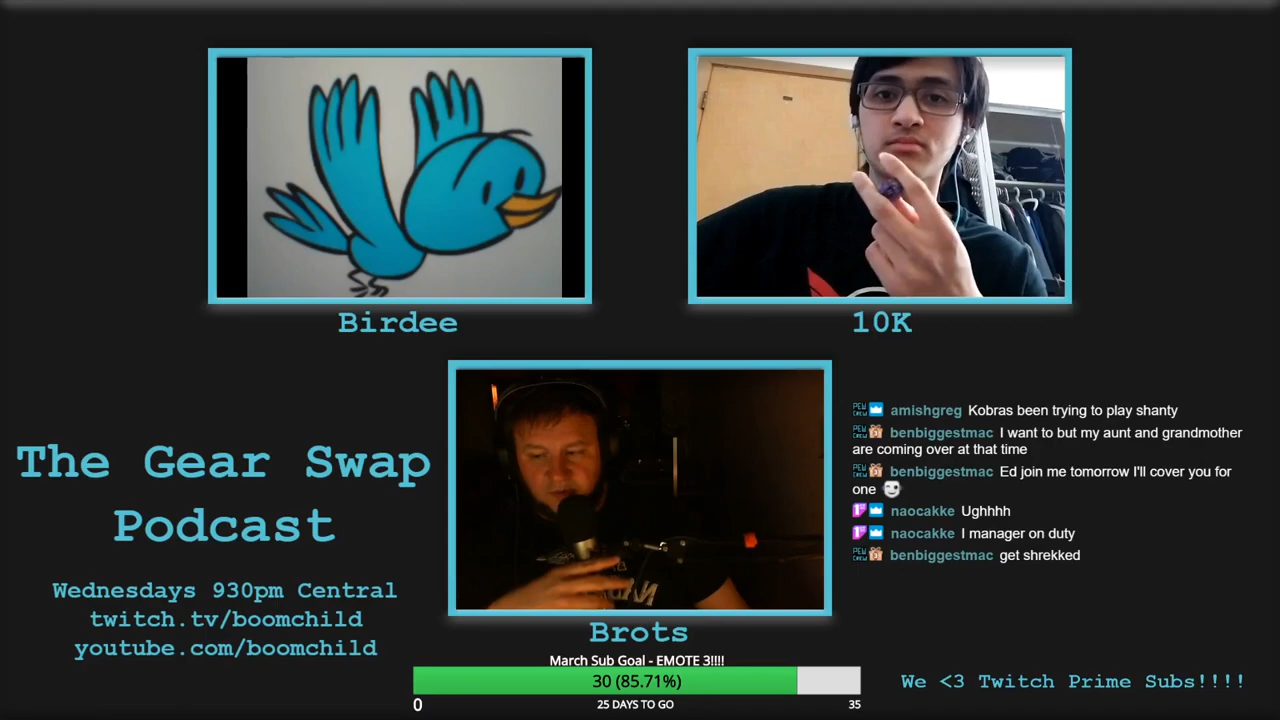 Birdee
10K
The Gear Swap
Podcast
Wednesdays 930pm Central
twitch.tv/boomchild
youtube.com/boomchild
Brots
amishgreg Kobras been trying to play shanty
benbiggestmac I want to but my aunt and grandmother
are coming over at that time
benbiggestmac Ed join me tomorrow I'll cover you for
one
naocakke Ughhhh
naocakke I manager on duty
benbiggestmac get shrekked
March Sub Goal - EMOTE 3!!!!
30 (85.71%)
0
25 DAYS TO GO
35
We <3 Twitch Prime Subs!!!!